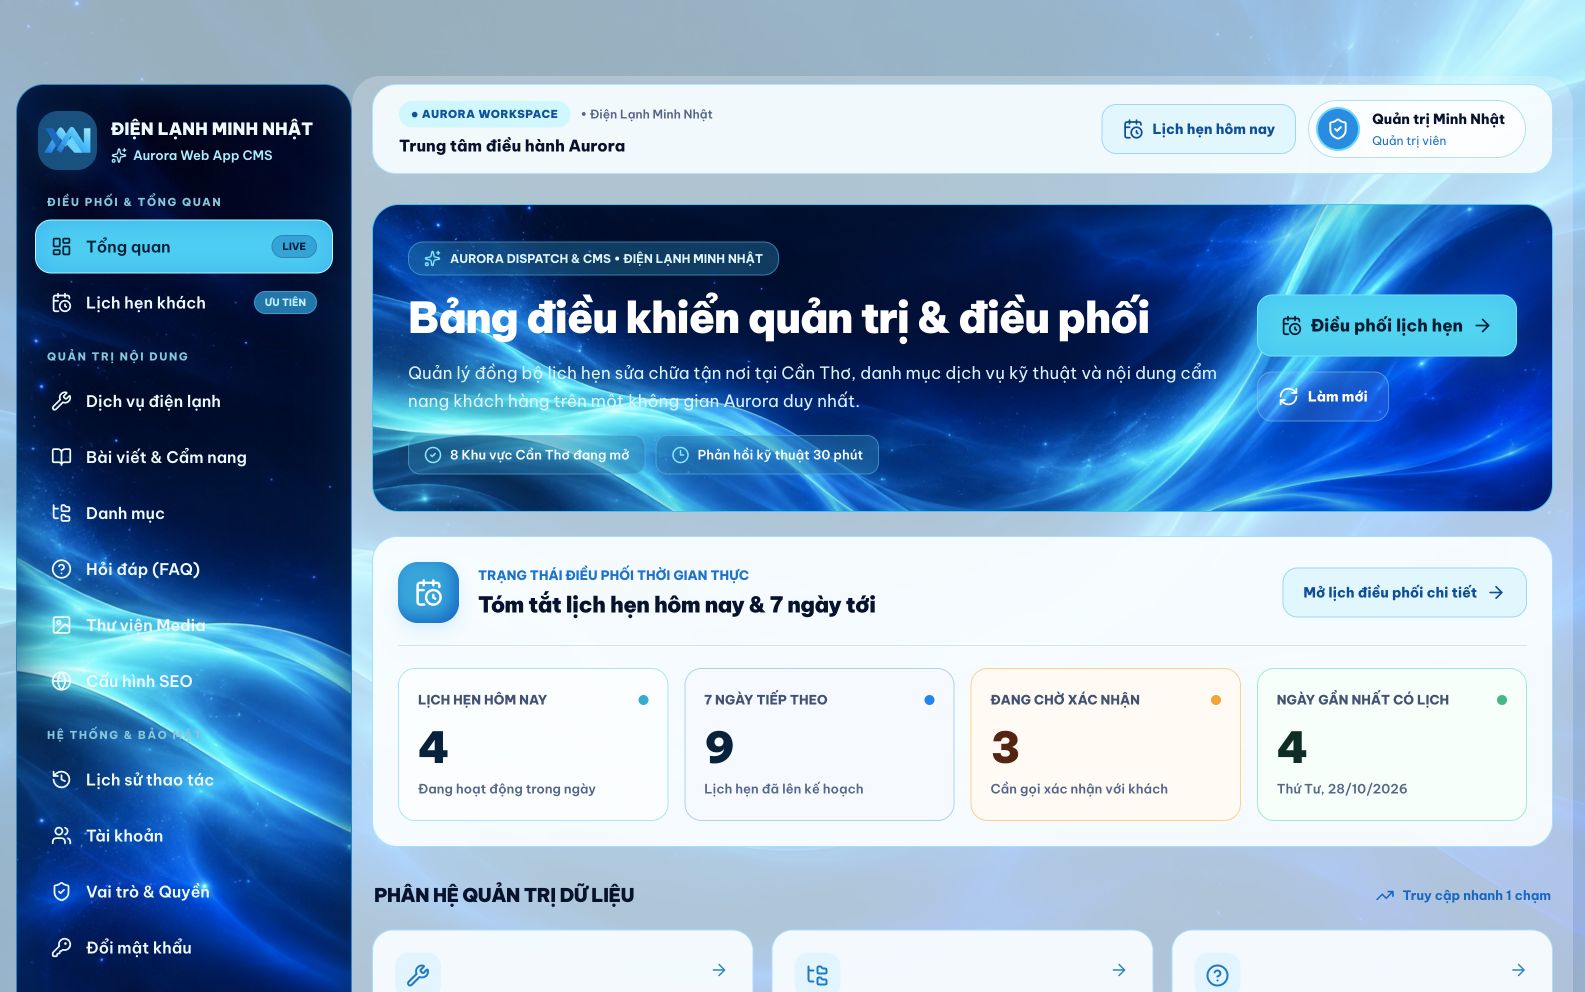 ĐIỆN LẠNH MINH NHẬT
Aurora Web App CMS
ĐIỀU PHỐI & TỔNG QUAN
Tổng quan
LIVE
Lịch hẹn khách
ƯU TIÊN
QUẢN TRỊ NỘI DUNG
Dịch vụ điện lạnh
Bài viết & Cẩm nang
Danh mục
Hỏi đáp (FAQ)
Thư viện Media
Cấu hình SEO
HỆ THỐNG & BẢO MẬT
Lịch sử thao tác
Tài khoản
Vai trò & Quyền
Đổi mật khẩu
• AURORA WORKSPACE
• Điện Lạnh Minh Nhật
Trung tâm điều hành Aurora
Lịch hẹn hôm nay
Quản trị Minh Nhật
Quản trị viên
AURORA DISPATCH & CMS • ĐIỆN LẠNH MINH NHẬT
Bảng điều khiển quản trị & điều phối
Quản lý đồng bộ lịch hẹn sửa chữa tận nơi tại Cần Thơ, danh mục dịch vụ kỹ thuật và nội dung cẩm
nang khách hàng trên một không gian Aurora duy nhất.
8 Khu vực Cần Thơ đang mở
Phản hồi kỹ thuật 30 phút
Điều phối lịch hẹn
Làm mới
TRẠNG THÁI ĐIỀU PHỐI THỜI GIAN THỰC
Tóm tắt lịch hẹn hôm nay & 7 ngày tới
Mở lịch điều phối chi tiết
LỊCH HẸN HÔM NAY
4
Đang hoạt động trong ngày
7 NGÀY TIẾP THEO
9
Lịch hẹn đã lên kế hoạch
ĐANG CHỜ XÁC NHẬN
3
Cần gọi xác nhận với khách
NGÀY GẦN NHẤT CÓ LỊCH
4
Thứ Tư, 28/10/2026
PHÂN HỆ QUẢN TRỊ DỮ LIỆU
Truy cập nhanh 1 chạm